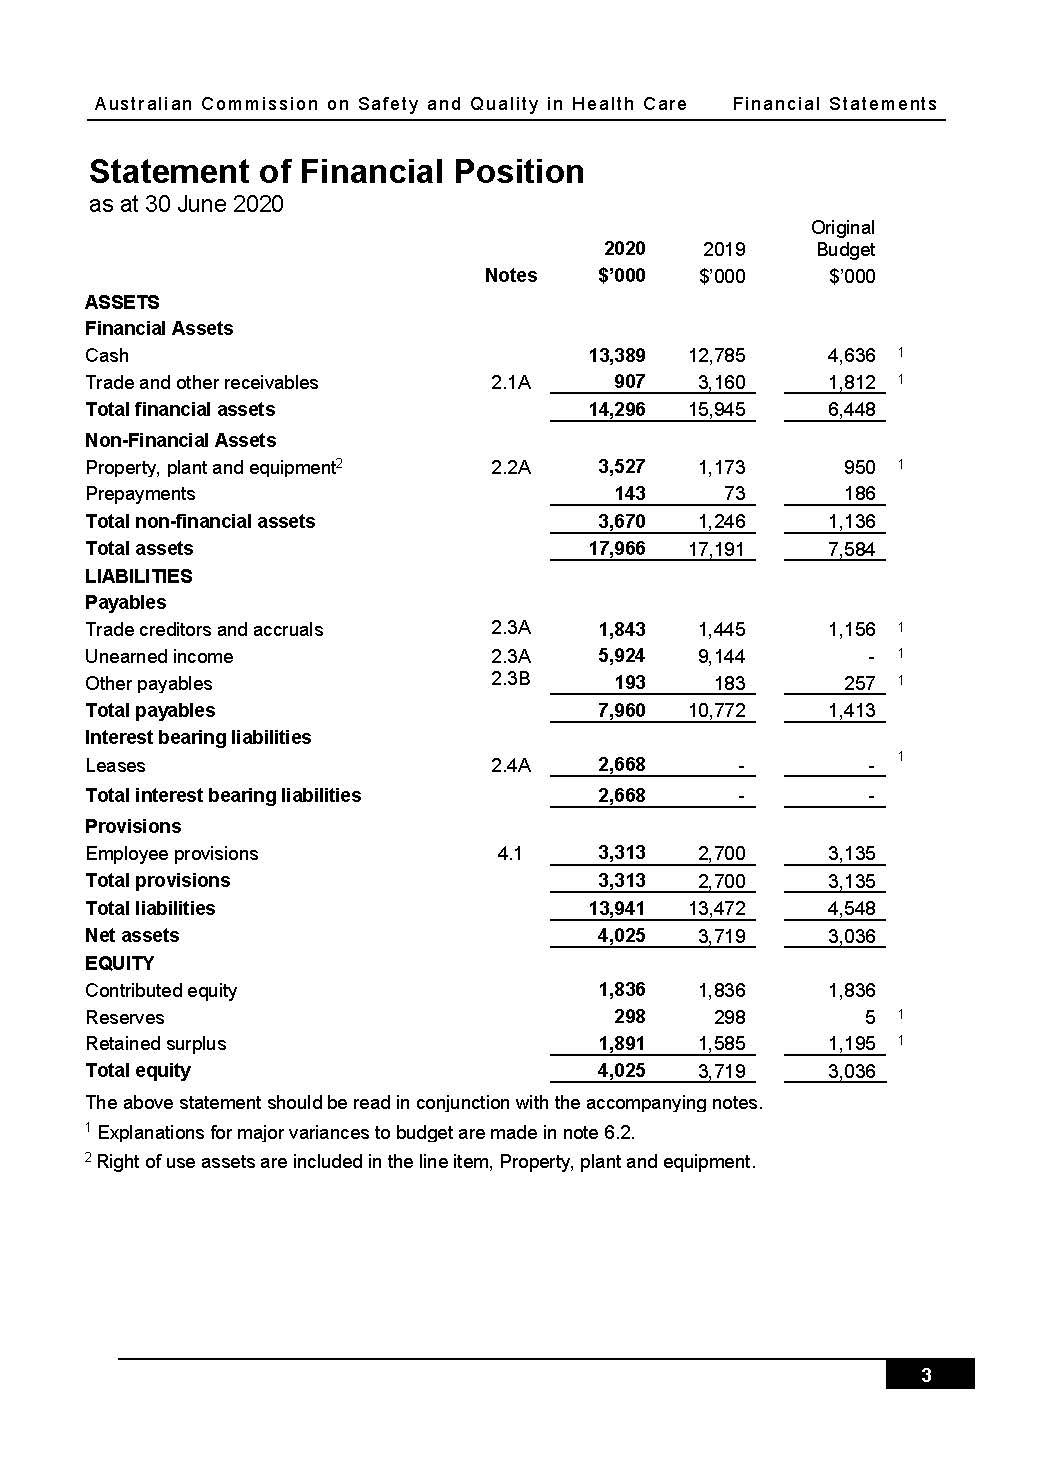 Australian Commission on Safety and Quality in Health Care Financial Statements
Statement of Financial Position
as at 30 June 2020
Original
2020 2019 Budget
Notes $’000 $’000 $’000
ASSETS
Financial Assets
Cash 13,389 12,785 4,636 1
Trade and other receivables 2.1A 907 3,160 1,812 1
Total financial assets 14,296 15,945 6,448
Non-Financial Assets
Property, plant and equipment2 2.2A 3,527 1,173 950 1
Prepayments 143 73 186
Total non-financial assets 3,670 1,246 1,136
Total assets 17,966 17,191 7,584
LIABILITIES
Payables
Trade creditors and accruals 2.3A 1,843 1,445 1,156 1
Unearned income 2.3A 5,924 9,144 - 1
Other payables 2.3B 193 183 257 1
Total payables 7,960 10,772 1,413
Interest bearing liabilities
Leases 2.4A 2,668 - - 1
Total interest bearing liabilities 2,668 - -
Provisions
Employee provisions 4.1 3,313 2,700 3,135
Total provisions 3,313 2,700 3,135
Total liabilities 13,941 13,472 4,548
Net assets 4,025 3,719 3,036
EQUITY
Contributed equity 1,836 1,836 1,836
Reserves 298 298 5 1
Retained surplus 1,891 1,585 1,195 1
Total equity 4,025 3,719 3,036
The above statement should be read in conjunction with the accompanying notes.
1 Explanations for major variances to budget are made in note 6.2.
2 Right of use assets are included in the line item, Property, plant and equipment.
3